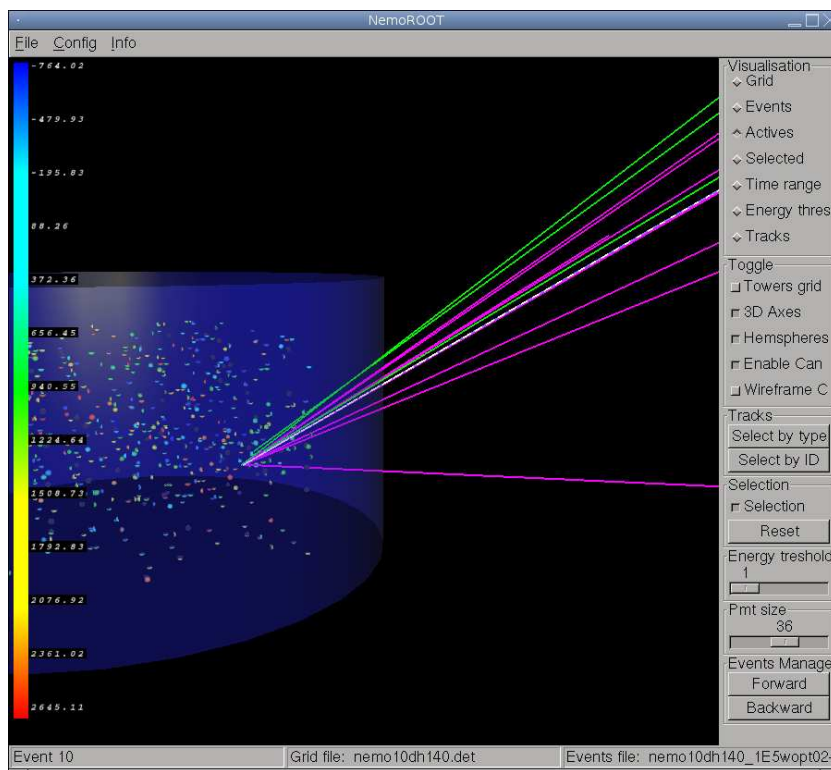 NemoROOT
File Config Info
-764.02
-479.93
-195.83
88.26
372.36
656.45
940.55
1224.64
1508.73
1792.83
2076.92
2361.02
2645.11
Visualisation
Grid
Events
Actives
Selected
Time range
Energy thres
Tracks
Toggle
Towers grid
3D Axes
Hemspheres
Enable Can
Wireframe C
Tracks
Select by type
Select by ID
Selection
Selection
Reset
Energy treshold
1
Pmt size
36
Events Manage
Forward
Backward
Event 10 Grid file: nemo10dh140.det Events file: nemo10dh140_1E5wopt02